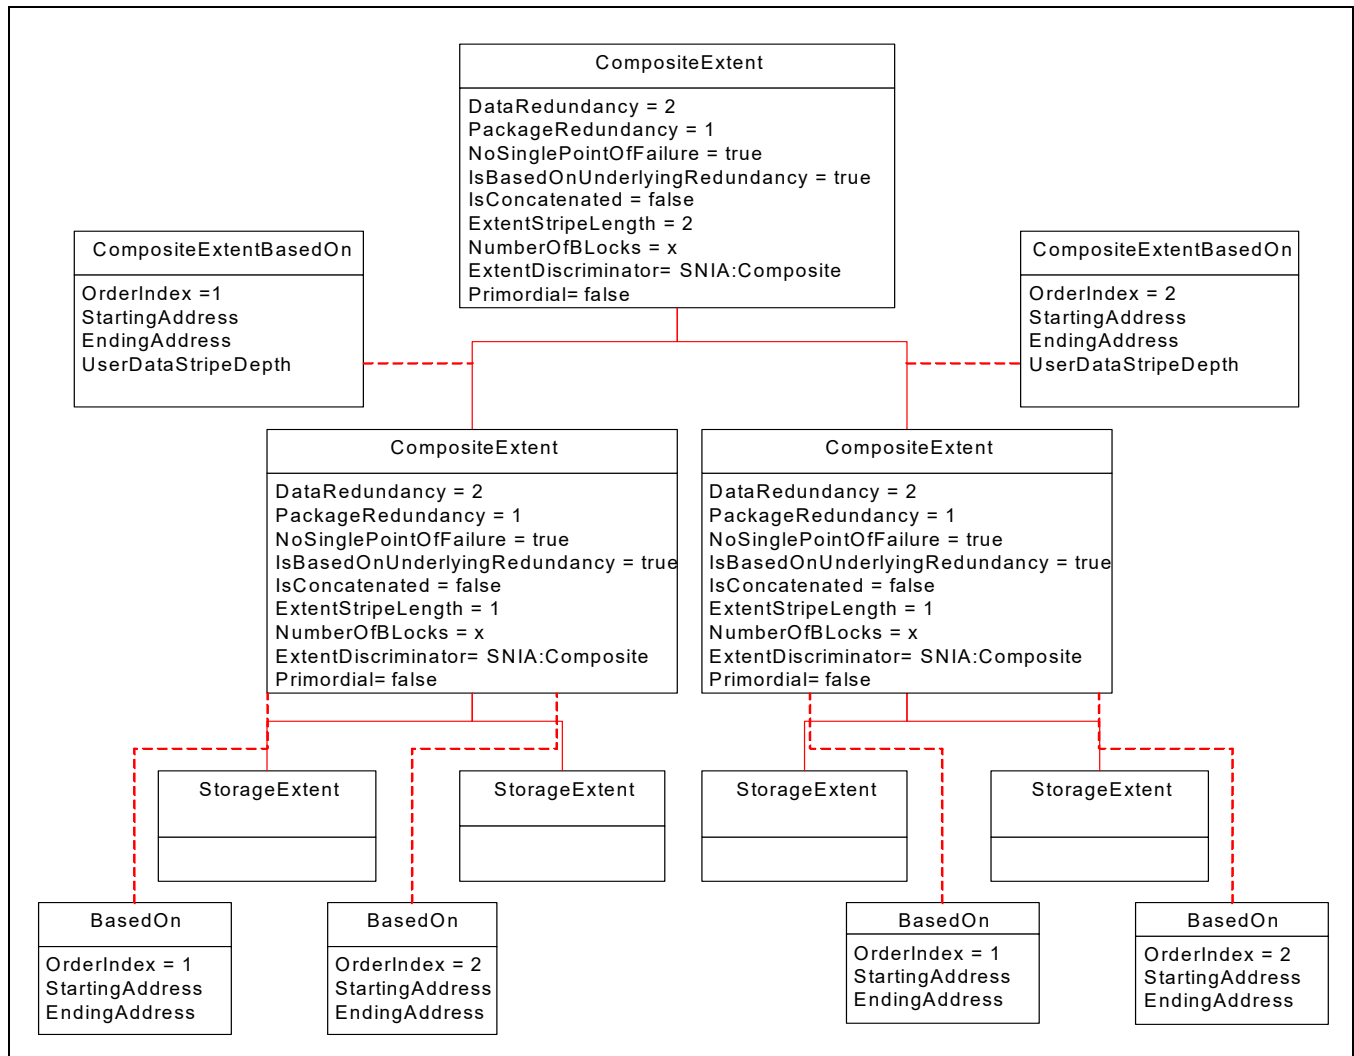 CompositeExtent
DataRedundancy = 2
PackageRedundancy = 1
NoSinglePointOfFailure = true
IsBasedOnUnderlyingRedundancy = true
IsConcatenated = false
ExtentStripeLength = 2
NumberOfBLocks = x
ExtentDiscriminator= SNIA:Composite
Primordial= false
CompositeExtentBasedOn
OrderIndex =1
StartingAddress
EndingAddress
UserDataStripeDepth
CompositeExtentBasedOn
OrderIndex = 2
StartingAddress
EndingAddress
UserDataStripeDepth
CompositeExtent
DataRedundancy = 2
PackageRedundancy = 1
NoSinglePointOfFailure = true
IsBasedOnUnderlyingRedundancy = true
IsConcatenated = false
ExtentStripeLength = 1
NumberOfBLocks = x
ExtentDiscriminator= SNIA:Composite
Primordial= false
CompositeExtent
DataRedundancy = 2
PackageRedundancy = 1
NoSinglePointOfFailure = true
IsBasedOnUnderlyingRedundancy = true
IsConcatenated = false
ExtentStripeLength = 1
NumberOfBLocks = x
ExtentDiscriminator= SNIA:Composite
Primordial= false
StorageExtent
StorageExtent
StorageExtent
StorageExtent
BasedOn
OrderIndex = 1
StartingAddress
EndingAddress
BasedOn
OrderIndex = 2
StartingAddress
EndingAddress
BasedOn
OrderIndex = 1
StartingAddress
EndingAddress
BasedOn
OrderIndex = 2
StartingAddress
EndingAddress